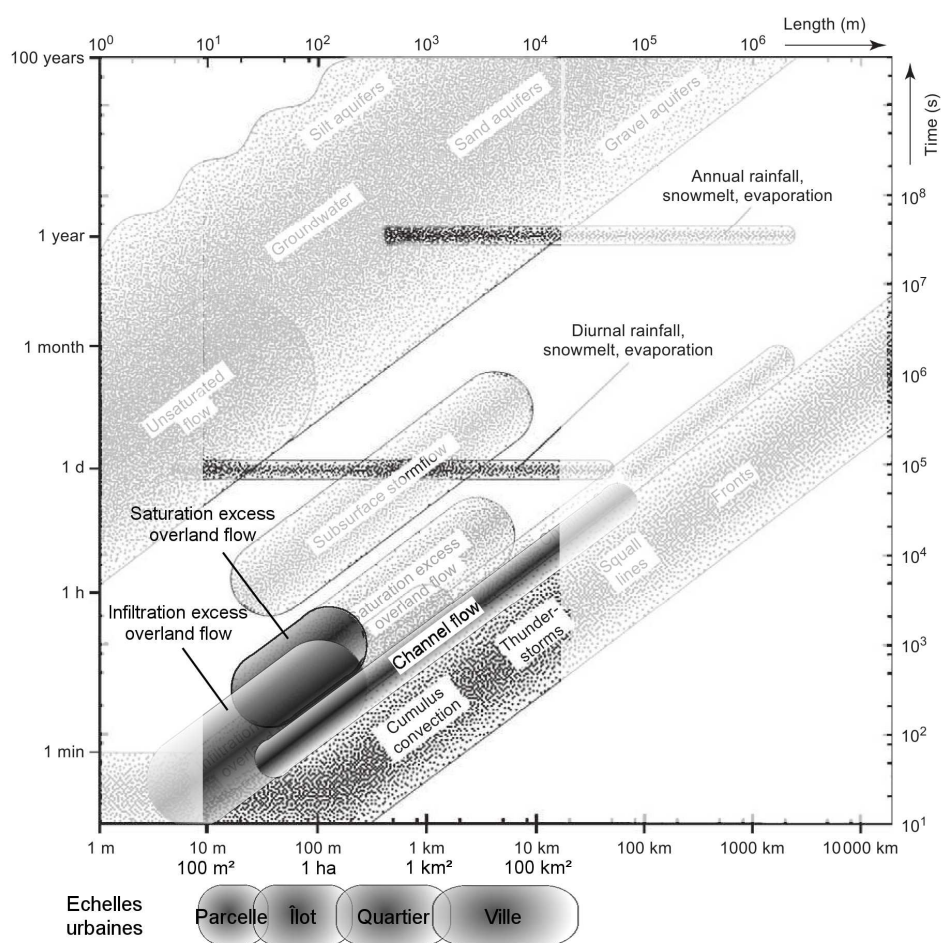 Length (m)
10⁰ 10¹ 10² 10³ 10⁴ 10⁵ 10⁶
100 years
Silt aquifers
Sand aquifers
Gravel aquifers
Time (s)
Annual rainfall,
snowmelt, evaporation
10⁸
Groundwater
1 year
10⁷
Diurnal rainfall,
snowmelt, evaporation
1 month
10⁶
Unsaturated
flow
1 d
10⁵
Subsurface stormflow
Fronts
Saturation excess
overland flow
Saturation excess
overland flow
10⁴
Squall
lines
1 h
Infiltration excess
overland flow
Channel flow
Thunder-
storms
10³
Cumulus
convection
10²
1 min
10¹
1 m 10 m 100 m 1 km 10 km 100 km 1000 km 10 000 km
100 m² 1 ha 1 km² 100 km²
Echelles
urbaines
Parcelle Îlot Quartier Ville